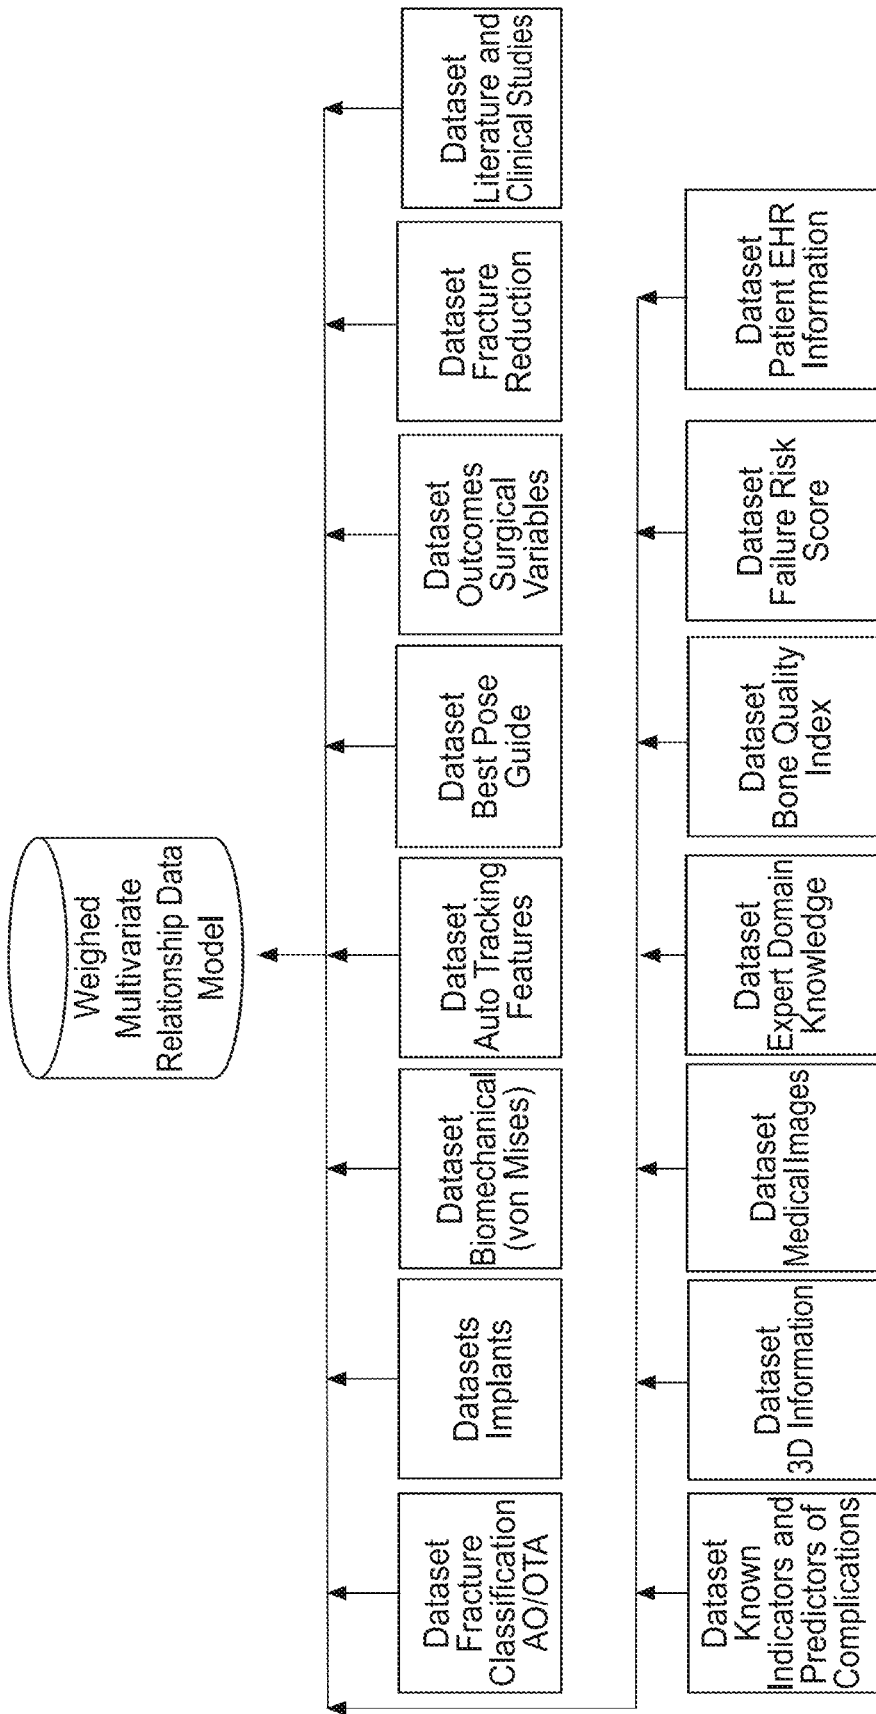 Weighed
Multivariate
Relationship Data
Model
Dataset
Fracture
Classification
AO/OTA
Datasets
Implants
Dataset
Biomechanical
(von Mises)
Dataset
Auto Tracking
Features
Dataset
Best Pose
Guide
Dataset
Outcomes
Surgical
Variables
Dataset
Fracture
Reduction
Dataset
Literature and
Clinical Studies
Dataset
Known
Indicators and
Predictors of
Complications
Dataset
3D Information
Dataset
Medical Images
Dataset
Expert Domain
Knowledge
Dataset
Bone Quality
Index
Dataset
Failure Risk
Score
Dataset
Patient EHR
Information